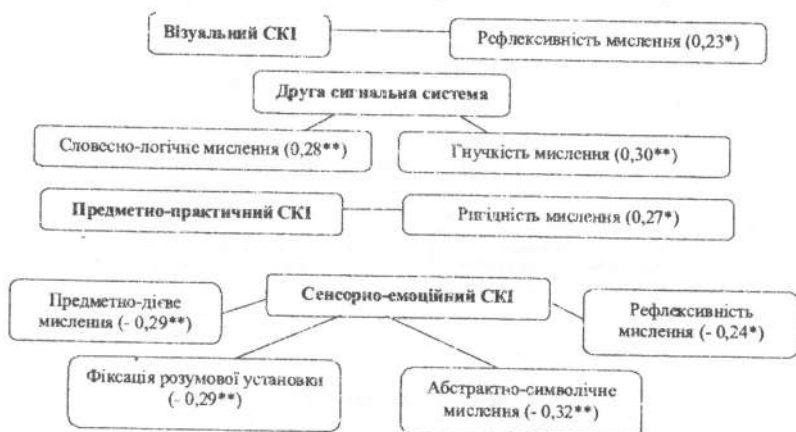 Візуальний СКІ
Рефлексивність мислення (0,23*)
Друга сигнальна система
Словесно-логічне мислення (0,28**)
Гнучкість мислення (0,30**)
Предметно-практичний СКІ
Ригідність мислення (0,27*)
Сенсорно-емоційний СКІ
Предметно-дієве
мислення (- 0,29**)
Рефлексивність
мислення (- 0,24*)
Фіксація розумової установки
(- 0,29**)
Абстрактно-символічне
мислення (- 0,32**)